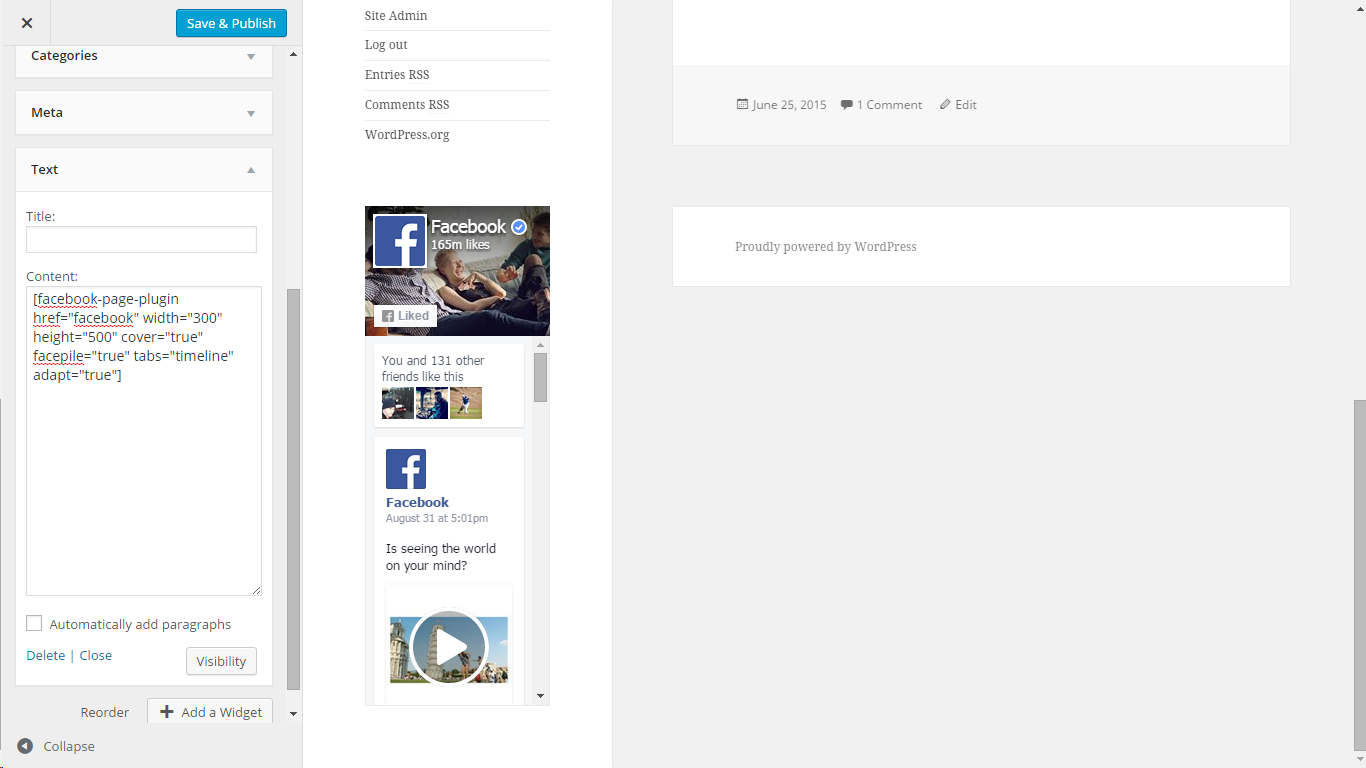 Save & Publish
Categories
Meta
Text
Title:
Content:
[facebook-page-plugin
href="facebook" width="300"
height="500" cover="true"
facepile="true" tabs="timeline"
adapt="true"]
Automatically add paragraphs
Delete | Close
Visibility
Reorder
Add a Widget
Collapse
Site Admin
Log out
Entries RSS
Comments RSS
WordPress.org
Facebook
165m likes
Liked
You and 131 other
friends like this
Facebook
August 31 at 5:01pm
Is seeing the world
on your mind?
June 25, 2015 1 Comment Edit
Proudly powered by WordPress